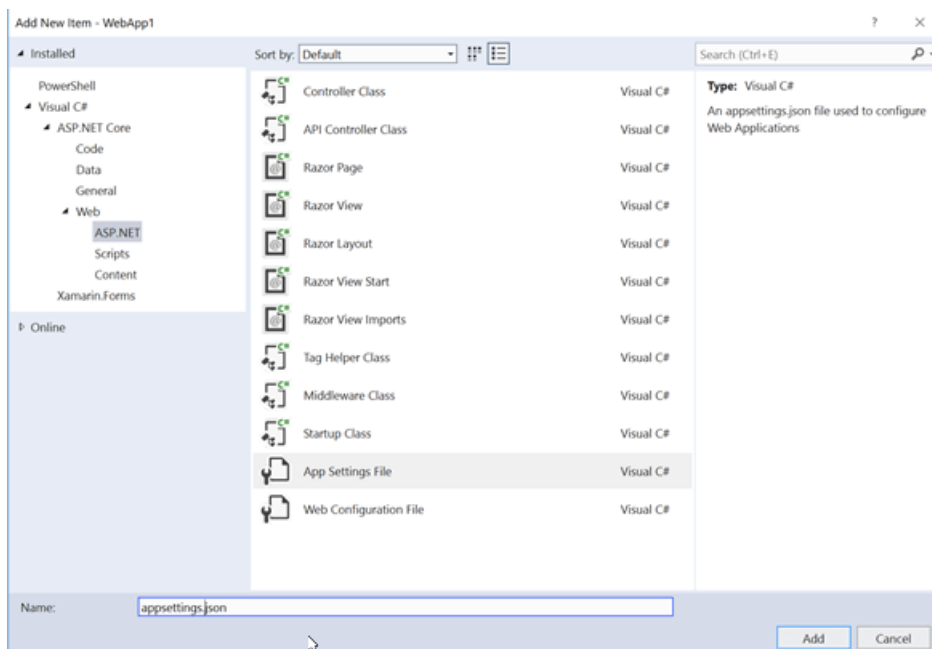 Add New Item - WebApp1
Installed
PowerShell
Visual C#
ASP.NET Core
Code
Data
General
Web
ASP.NET
Scripts
Content
Xamarin.Forms
Online
Sort by: Default
Search (Ctrl+E)
Controller Class Visual C#
API Controller Class Visual C#
Razor Page Visual C#
Razor View Visual C#
Razor Layout Visual C#
Razor View Start Visual C#
Razor View Imports Visual C#
Tag Helper Class Visual C#
Middleware Class Visual C#
Startup Class Visual C#
App Settings File Visual C#
Web Configuration File Visual C#
Type: Visual C#
An appsettings.json file used to configure
Web Applications
Name: appsettings.json
Add Cancel